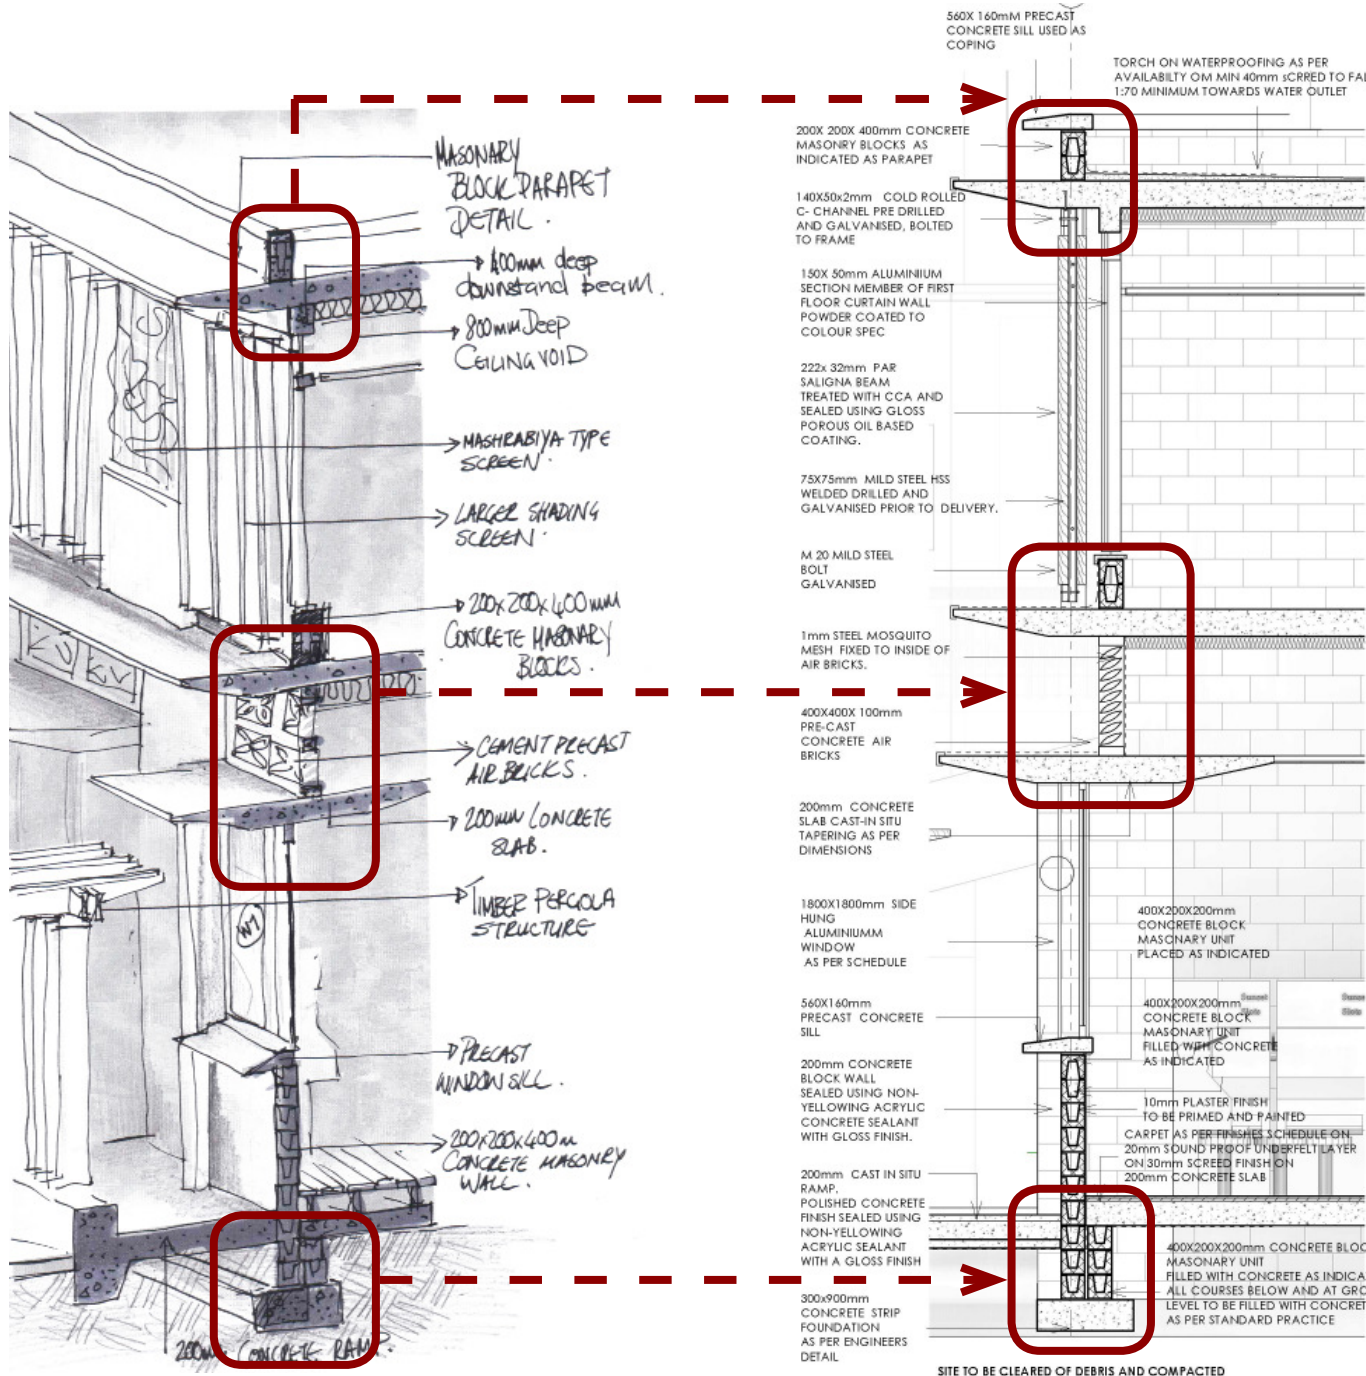 MASONARY
BLOCK PARAPET
DETAIL.
400mm deep
downstand beam.
800mm Deep
CEILING VOID
MASHRABIYA TYPE
SCREEN.
LARGER SHADING
SCREEN.
200x200x400mm
CONCRETE MASONARY
BLOCKS.
CEMENT PRECAST
AIR BRICKS.
200mm CONCRETE
SLAB.
TIMBER PERGOLA
STRUCTURE
W1
PRECAST
WINDOW SILL.
200x200x400m
CONCRETE MASONRY
WALL.
200mm CONCRETE RAMP.
560X 160mM PRECAST
CONCRETE SILL USED AS
COPING
TORCH ON WATERPROOFING AS PER
AVAILABILTY OM MIN 40mm sCRRED TO FAL
1:70 MINIMUM TOWARDS WATER OUTLET
200X 200X 400mm CONCRETE
MASONRY BLOCKS AS
INDICATED AS PARAPET
140X50x2mm COLD ROLLED
C- CHANNEL PRE DRILLED
AND GALVANISED, BOLTED
TO FRAME
150X 50mm ALUMINIUM
SECTION MEMBER OF FIRST
FLOOR CURTAIN WALL
POWDER COATED TO
COLOUR SPEC
222x 32mm PAR
SALIGNA BEAM
TREATED WITH CCA AND
SEALED USING GLOSS
POROUS OIL BASED
COATING.
75X75mm MILD STEEL HSS
WELDED DRILLED AND
GALVANISED PRIOR TO DELIVERY.
M 20 MILD STEEL
BOLT
GALVANISED
1mm STEEL MOSQUITO
MESH FIXED TO INSIDE OF
AIR BRICKS.
400X400X 100mm
PRE-CAST
CONCRETE AIR
BRICKS
200mm CONCRETE
SLAB CAST-IN SITU
TAPERING AS PER
DIMENSIONS
1800X1800mm SIDE
HUNG
ALUMINIUMM
WINDOW
AS PER SCHEDULE
560X160mm
PRECAST CONCRETE
SILL
200mm CONCRETE
BLOCK WALL
SEALED USING NON-
YELLOWING ACRYLIC
CONCRETE SEALANT
WITH GLOSS FINISH.
200mm CAST IN SITU
RAMP.
POLISHED CONCRETE
FINISH SEALED USING
NON-YELLOWING
ACRYLIC SEALANT
WITH A GLOSS FINISH
300x900mm
CONCRETE STRIP
FOUNDATION
AS PER ENGINEERS
DETAIL
400X200X200mm
CONCRETE BLOCK
MASONARY UNIT
PLACED AS INDICATED
400X200X200mm
CONCRETE BLOCK
MASONARY UNIT
FILLED WITH CONCRETE
AS INDICATED
Sunset
Slots
10mm PLASTER FINISH
TO BE PRIMED AND PAINTED
CARPET AS PER FINISHES SCHEDULE ON
20mm SOUND PROOF UNDERFELT LAYER
ON 30mm SCREED FINISH ON
200mm CONCRETE SLAB
400X200X200mm CONCRETE BLOC
MASONARY UNIT
FILLED WITH CONCRETE AS INDICA
ALL COURSES BELOW AND AT GRO
LEVEL TO BE FILLED WITH CONCRET
AS PER STANDARD PRACTICE
SITE TO BE CLEARED OF DEBRIS AND COMPACTED